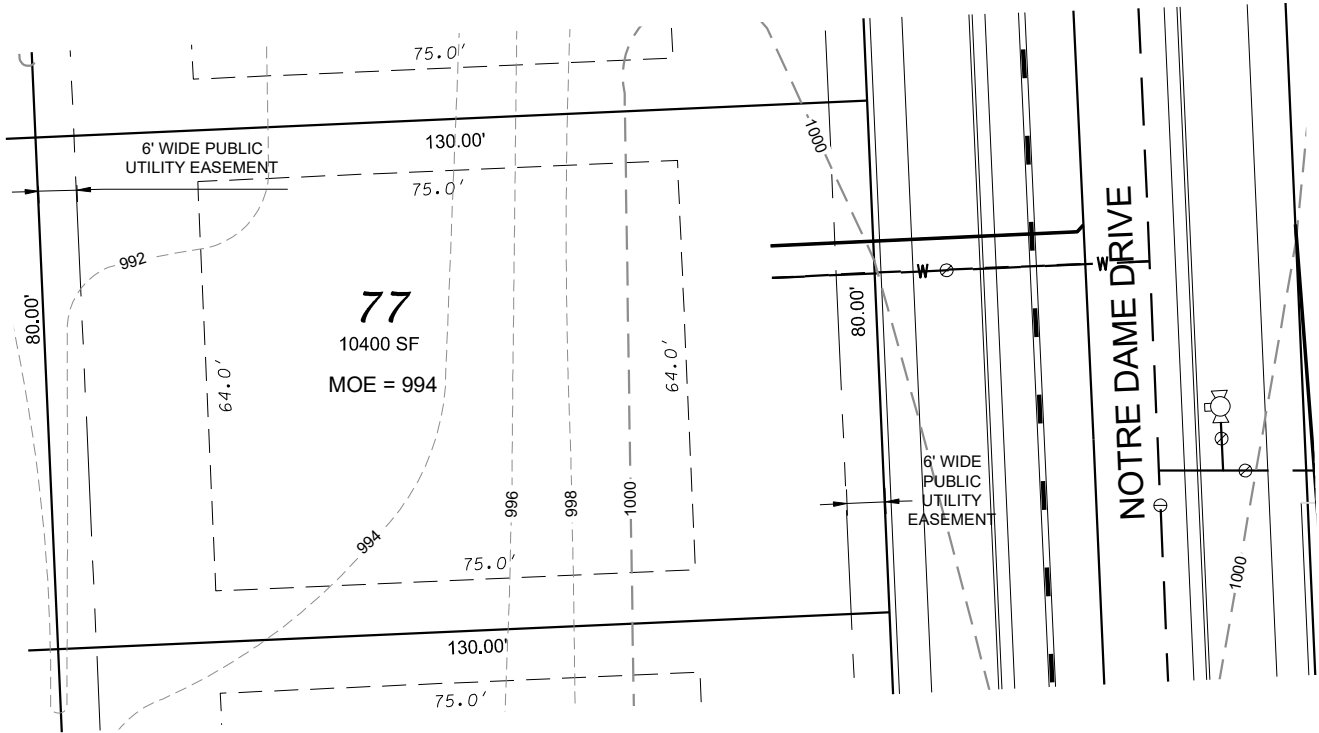 75.0'
130.00'
6' WIDE PUBLIC
UTILITY EASEMENT
75.0'
1000
992
W
W
NOTRE DAME DRIVE
77
10400 SF
MOE = 994
80.00'
80.00'
64.0'
64.0'
6' WIDE
PUBLIC
UTILITY
EASEMENT
996
998
1000
994
75.0'
1000
130.00'
75.0'